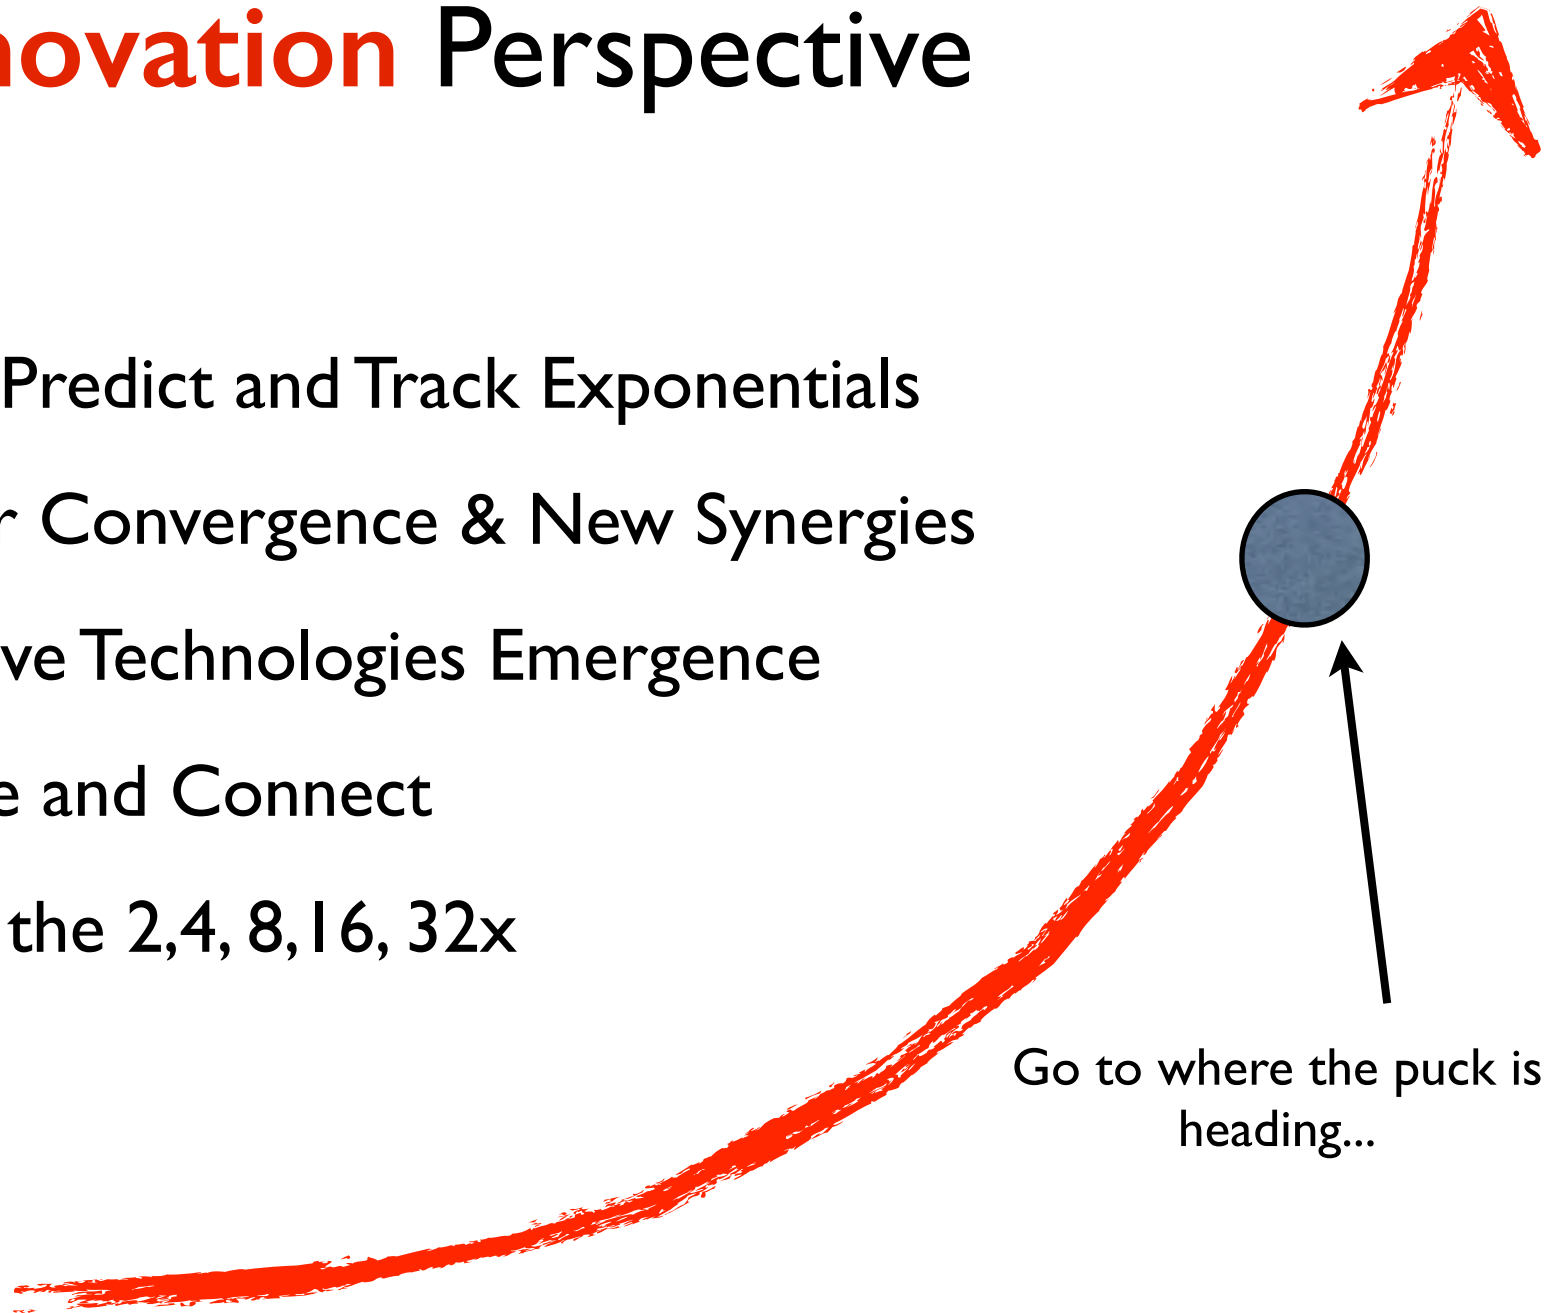 novation Perspective
Predict and Track Exponentials
r Convergence & New Synergies
ve Technologies Emergence
e and Connect
the 2,4, 8,16, 32x
Go to where the puck is
heading...